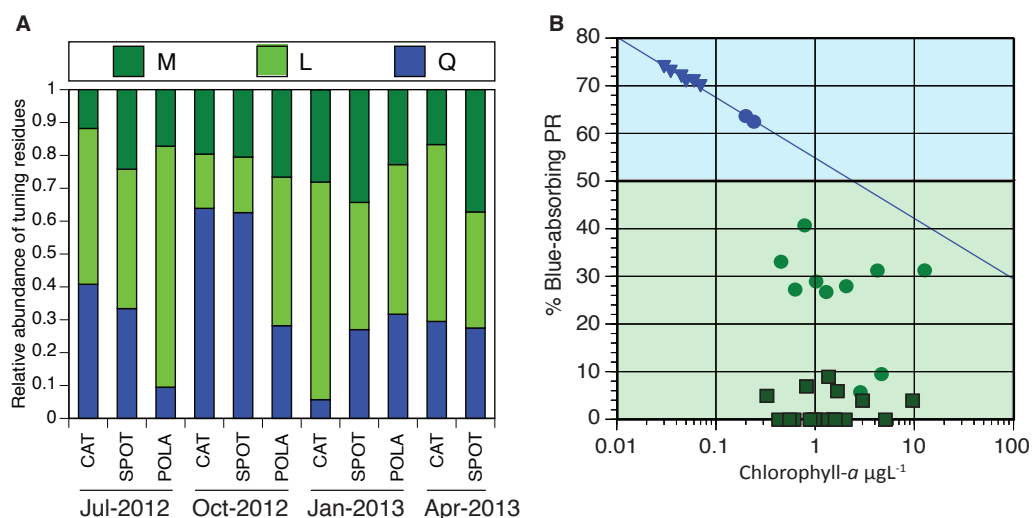 A
M L Q
Relative abundance of tuning residues
1
0.9
0.8
0.7
0.6
0.5
0.4
0.3
0.2
0.1
0
CAT SPOT POLA CAT SPOT POLA CAT SPOT POLA CAT SPOT
Jul-2012 Oct-2012 Jan-2013 Apr-2013
B
% Blue-absorbing PR
80
70
60
50
40
30
20
10
0
0.01 0.1 1 10 100
Chlorophyll-a µgL⁻¹